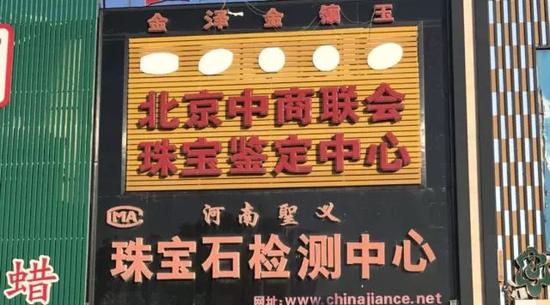 金泽金镶玉
北京中商联会
珠宝鉴定中心
MA 河南聖义
珠宝石检测中心
网址:www.chinajiance.net
蜡